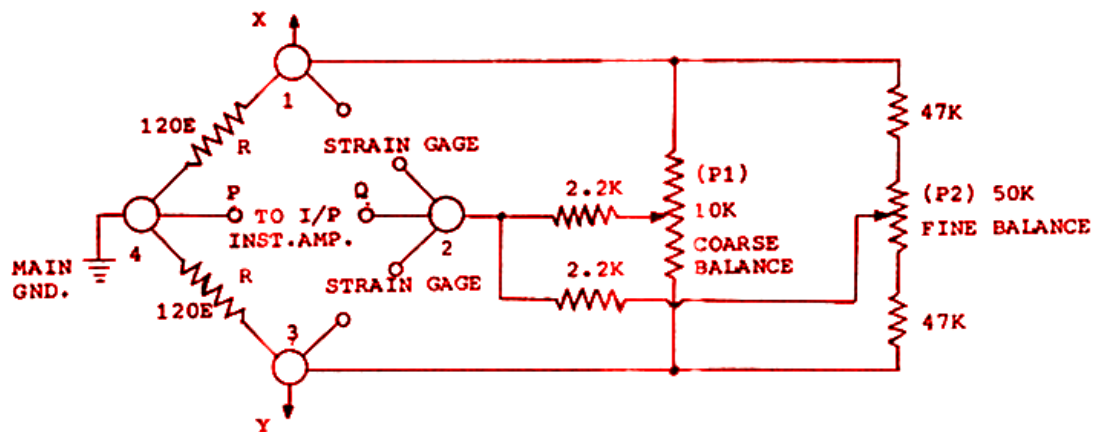 X
1
120E
R
47K
STRAIN GAGE
P
Q
2.2K
(P1)
10K
(P2) 50K
TO I/P
INST.AMP.
2
FINE BALANCE
4
COARSE
BALANCE
MAIN
GND.
R
STRAIN GAGE
2.2K
120E
47K
3
Y